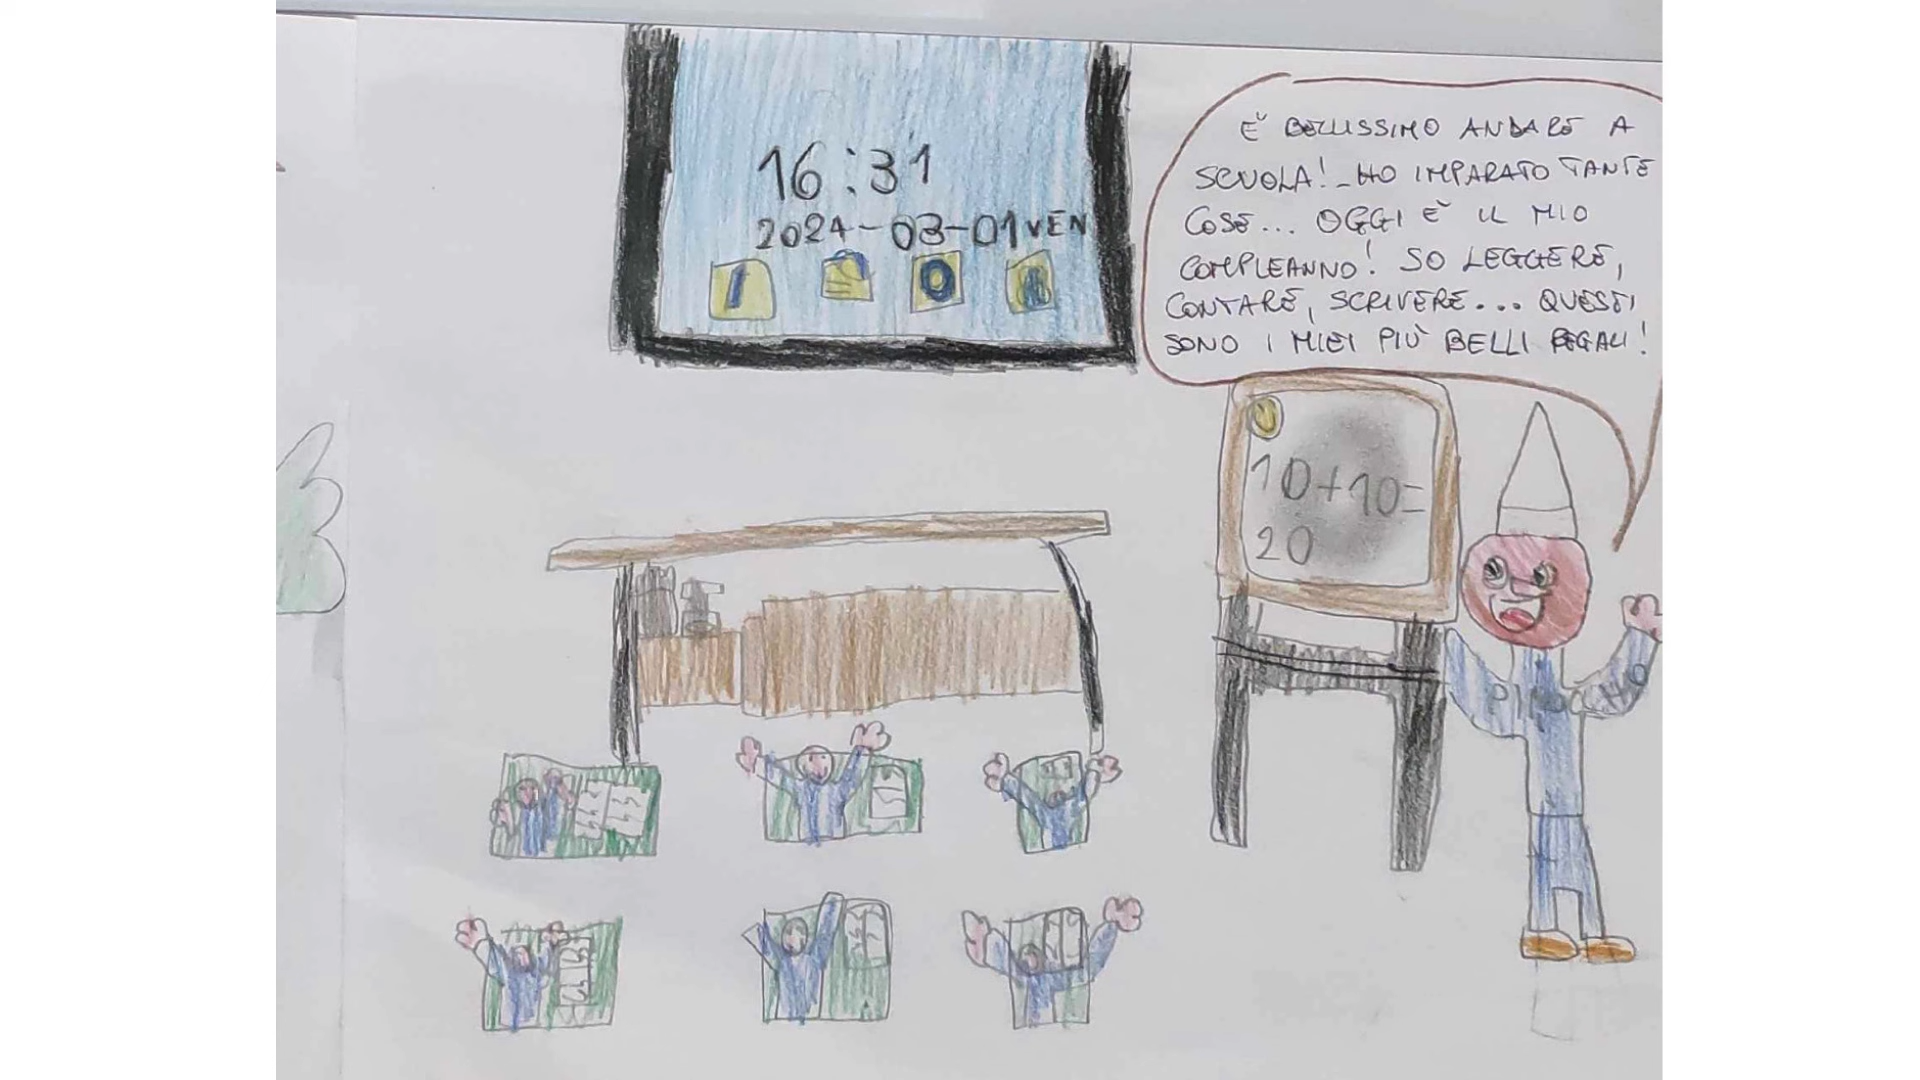 16:31
2024-03-01 VEN
E' BELLISSIMO ANDARE A
SCUOLA! HO IMPARATO TANTE
COSE... OGGI È IL MIO
COMPLEANNO! SO LEGGERE,
CONTARE, SCRIVERE... QUESTI
SONO I MIEI PIÙ BELLI REGALI!
10+10=
20
PINOCCHIO